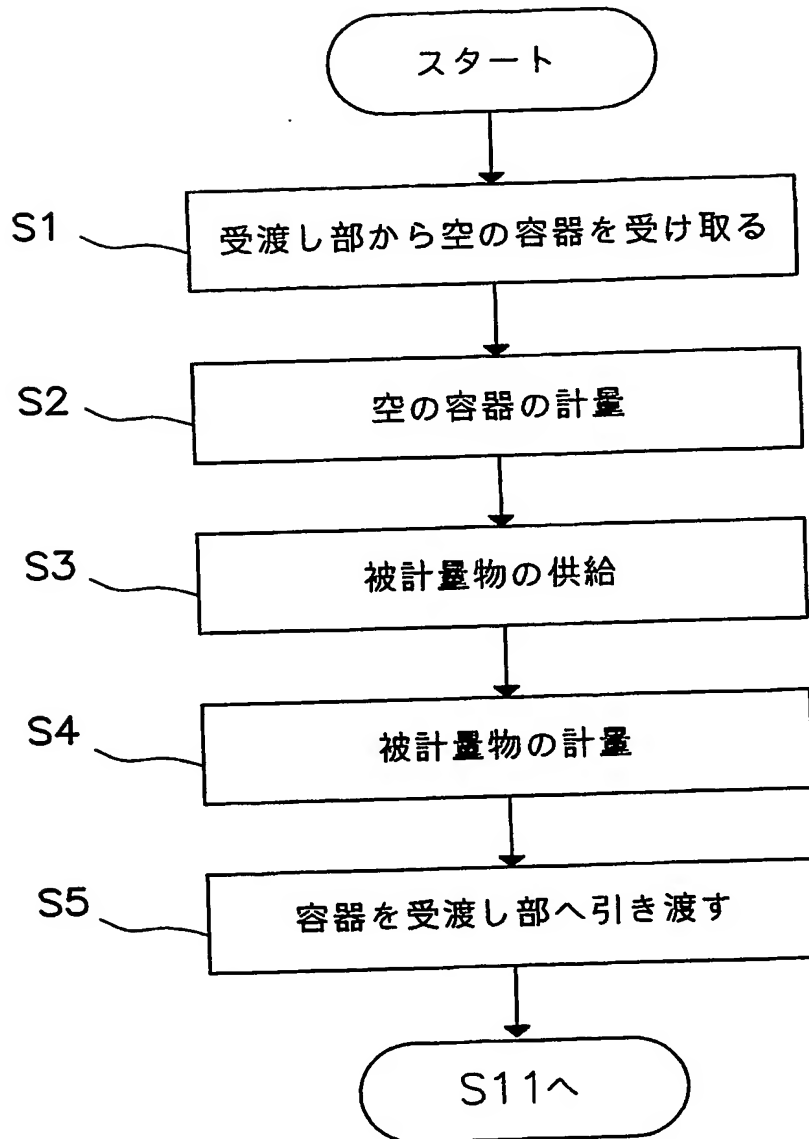 スタート
S1
受渡し部から空の容器を受け取る
S2
空の容器の計量
S3
被計量物の供給
S4
被計量物の計量
S5
容器を受渡し部へ引き渡す
S11へ